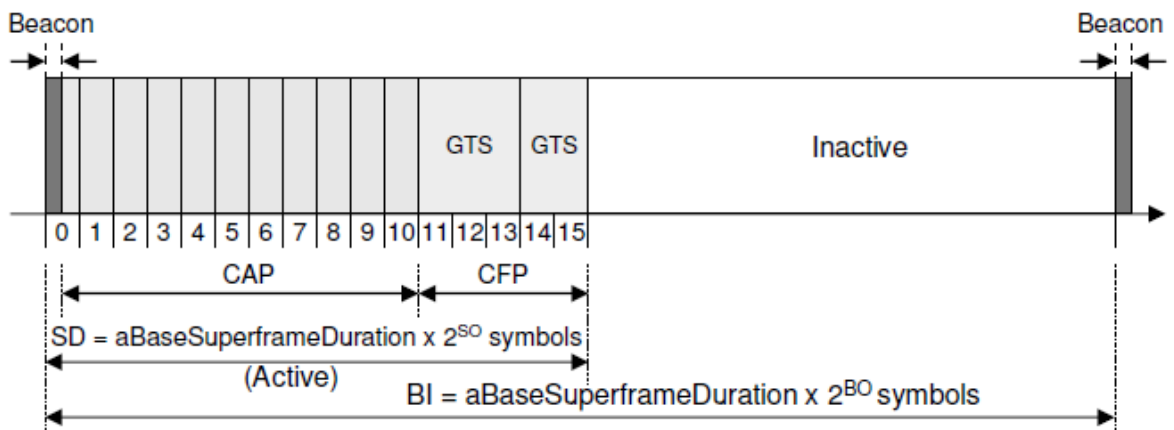 Beacon Beacon
GTS GTS Inactive
0 1 2 3 4 5 6 7 8 9 10 11 12 13 14 15
CAP CFP
SD = aBaseSuperframeDuration x 2^SO symbols
(Active)
BI = aBaseSuperframeDuration x 2^BO symbols